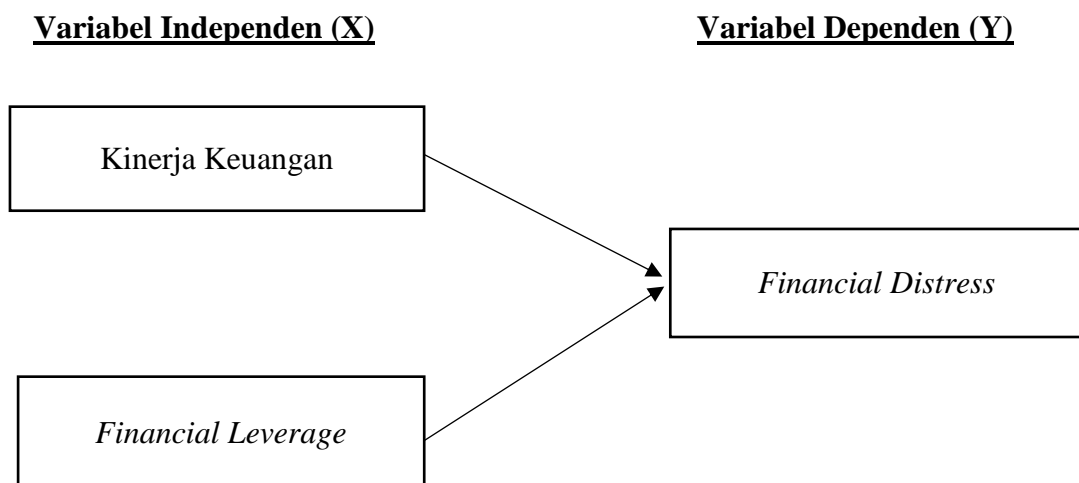 Variabel Independen (X)
Variabel Dependen (Y)
Kinerja Keuangan
Financial Distress
Financial Leverage